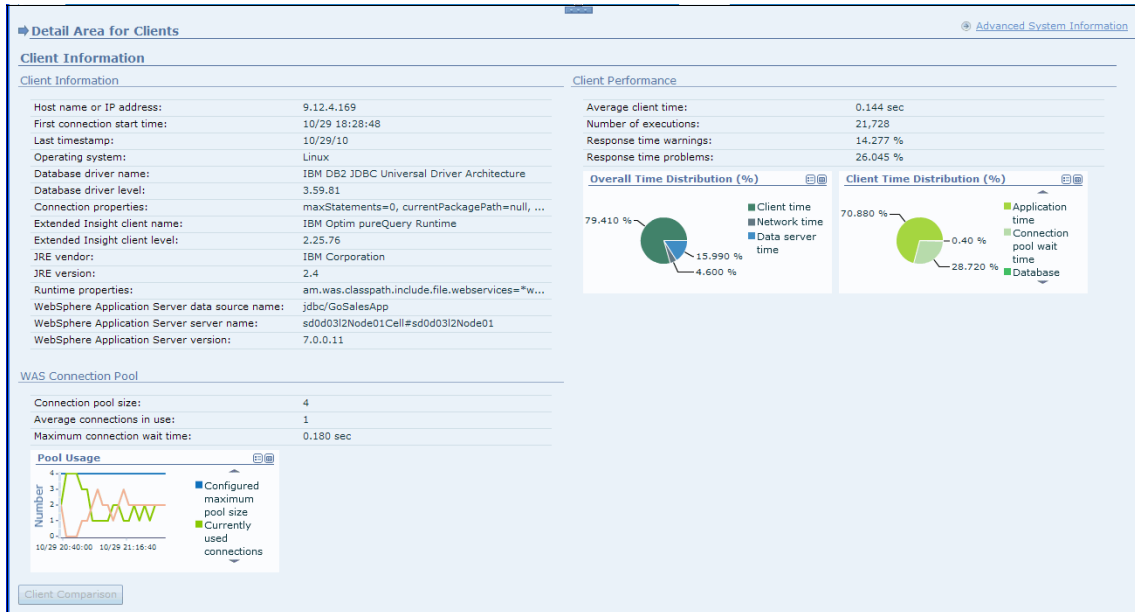 Detail Area for Clients
Advanced System Information
Client Information
Client Information
Host name or IP address: 9.12.4.169
First connection start time: 10/29 18:28:48
Last timestamp: 10/29/10
Operating system: Linux
Database driver name: IBM DB2 JDBC Universal Driver Architecture
Database driver level: 3.59.81
Connection properties: maxStatements=0, currentPackagePath=null, ...
Extended Insight client name: IBM Optim pureQuery Runtime
Extended Insight client level: 2.25.76
JRE vendor: IBM Corporation
JRE version: 2.4
Runtime properties: am.was.classpath.include.file.webservices=*w...
WebSphere Application Server data source name: jdbc/GoSalesApp
WebSphere Application Server server name: sd0d03l2Node01Cell#sd0d03l2Node01
WebSphere Application Server version: 7.0.0.11
Client Performance
Average client time: 0.144 sec
Number of executions: 21,728
Response time warnings: 14.277 %
Response time problems: 26.045 %
Overall Time Distribution (%)
79.410 %
15.990 %
4.600 %
Client time
Network time
Data server
time
Client Time Distribution (%)
70.880 %
0.40 %
28.720 %
Application
time
Connection
pool wait
time
Database
WAS Connection Pool
Connection pool size: 4
Average connections in use: 1
Maximum connection wait time: 0.180 sec
Pool Usage
Number
4
3
2
1
0
10/29 20:40:00 10/29 21:16:40
Configured
maximum
pool size
Currently
used
connections
Client Comparison